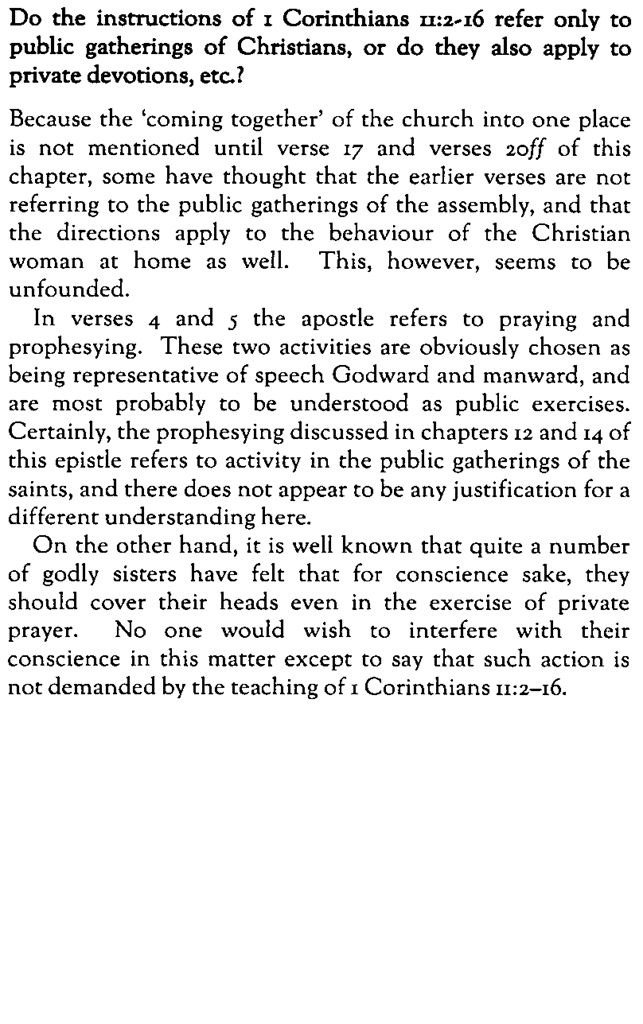 Do the instructions of 1 Corinthians 11:2-16 refer only to
public gatherings of Christians, or do they also apply to
private devotions, etc.?
Because the ‘coming together’ of the church into one place
is not mentioned until verse 17 and verses 20ff of this
chapter, some have thought that the earlier verses are not
referring to the public gatherings of the assembly, and that
the directions apply to the behaviour of the Christian
woman at home as well. This, however, seems to be
unfounded.
In verses 4 and 5 the apostle refers to praying and
prophesying. These two activities are obviously chosen as
being representative of speech Godward and manward, and
are most probably to be understood as public exercises.
Certainly, the prophesying discussed in chapters 12 and 14 of
this epistle refers to activity in the public gatherings of the
saints, and there does not appear to be any justification for a
different understanding here.
On the other hand, it is well known that quite a number
of godly sisters have felt that for conscience sake, they
should cover their heads even in the exercise of private
prayer. No one would wish to interfere with their
conscience in this matter except to say that such action is
not demanded by the teaching of 1 Corinthians 11:2–16.